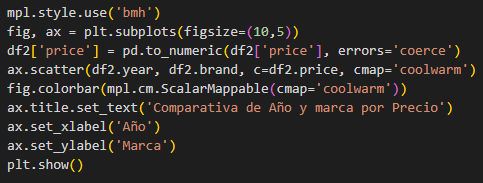 mpl.style.use('bmh')
fig, ax = plt.subplots(figsize=(10,5))
df2['price'] = pd.to_numeric(df2['price'], errors='coerce')
ax.scatter(df2.year, df2.brand, c=df2.price, cmap='coolwarm')
fig.colorbar(mpl.cm.ScalarMappable(cmap='coolwarm'))
ax.title.set_text('Comparativa de Año y marca por Precio')
ax.set_xlabel('Año')
ax.set_ylabel('Marca')
plt.show()